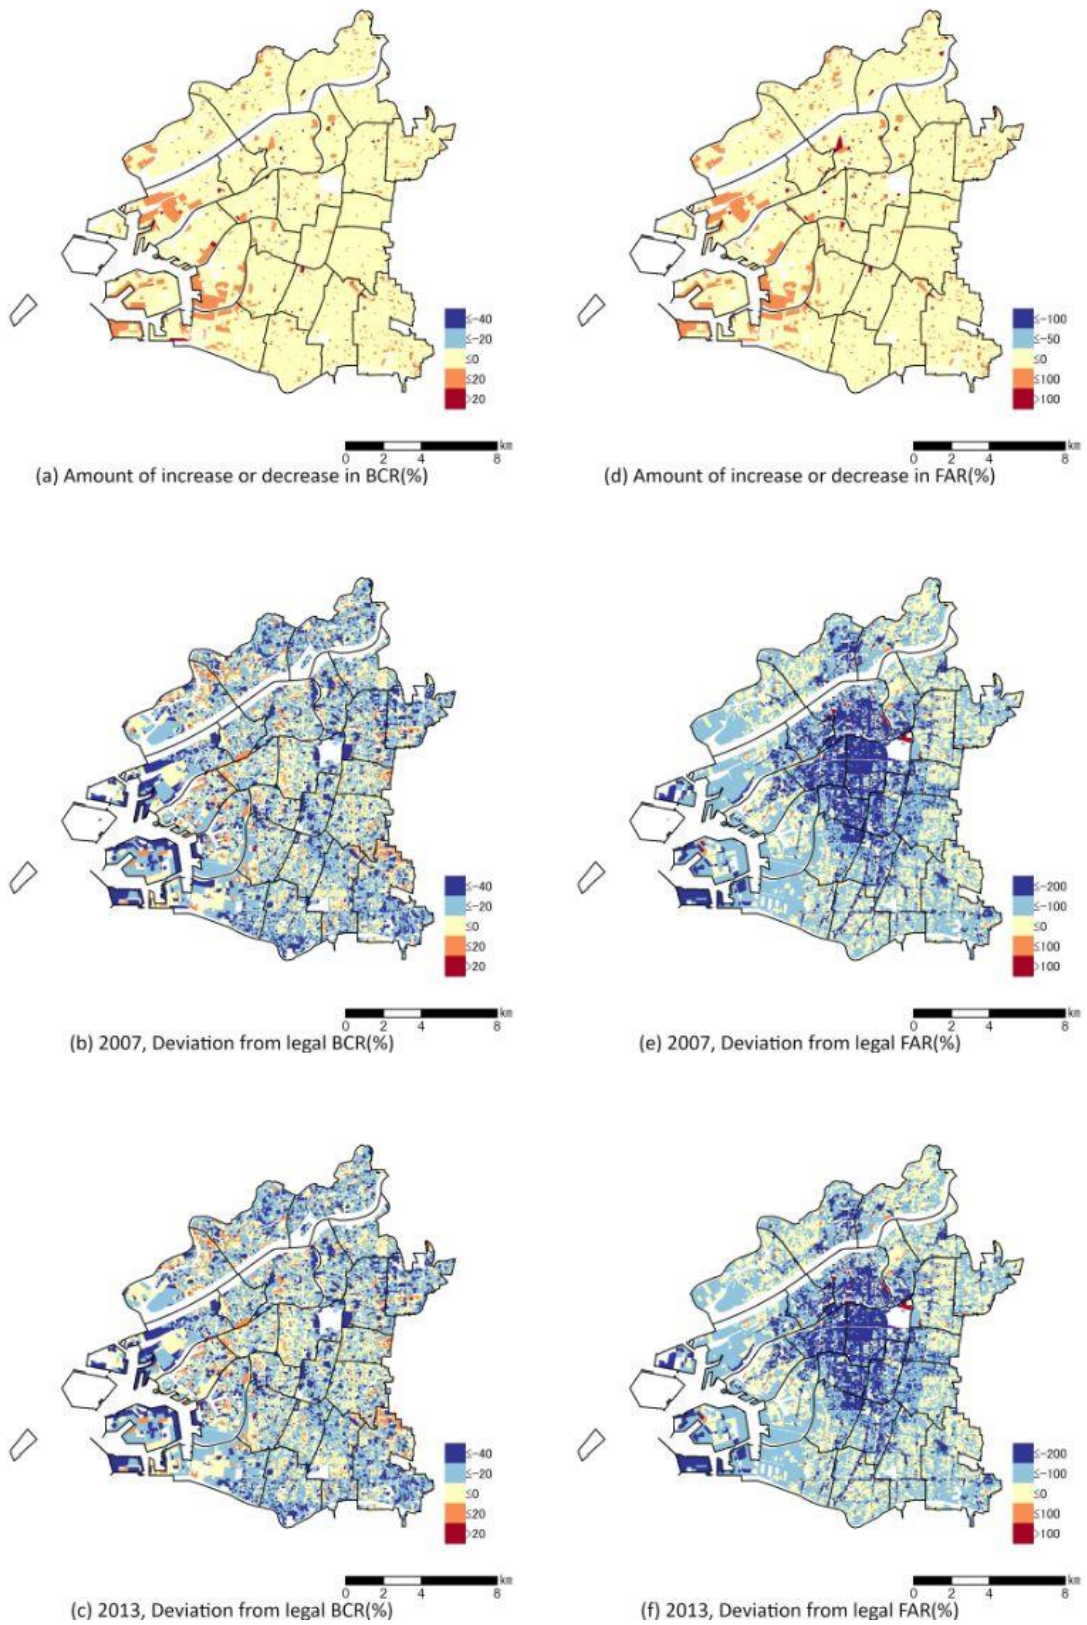 ≤-40
≤-20
≤0
≤20
>20
km
0 2 4 8
(a) Amount of increase or decrease in BCR(%)
≤-100
≤-50
≤0
≤100
>100
km
0 2 4 8
(d) Amount of increase or decrease in FAR(%)
≤-40
≤-20
≤0
≤20
>20
km
0 2 4 8
(b) 2007, Deviation from legal BCR(%)
≤-200
≤-100
≤0
≤100
>100
km
0 2 4 8
(e) 2007, Deviation from legal FAR(%)
≤-40
≤-20
≤0
≤20
>20
km
0 2 4 8
(c) 2013, Deviation from legal BCR(%)
≤-200
≤-100
≤0
≤100
>100
km
0 2 4 8
(f) 2013, Deviation from legal FAR(%)